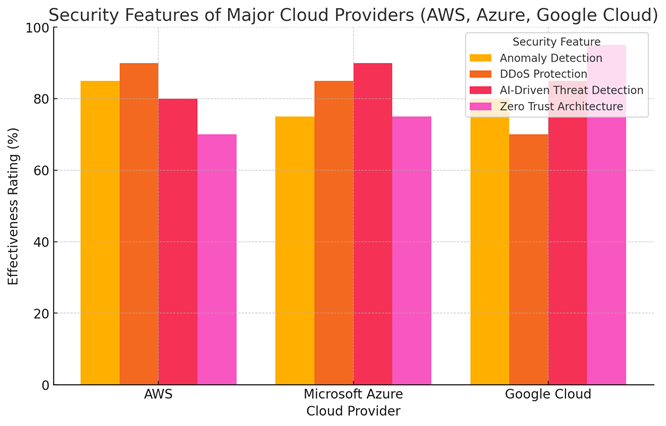 Security Features of Major Cloud Providers (AWS, Azure, Google Cloud)
100
80
60
40
20
0
Effectiveness Rating (%)
Security Feature
Anomaly Detection
DDoS Protection
AI-Driven Threat Detection
Zero Trust Architecture
AWS
Microsoft Azure
Google Cloud
Cloud Provider